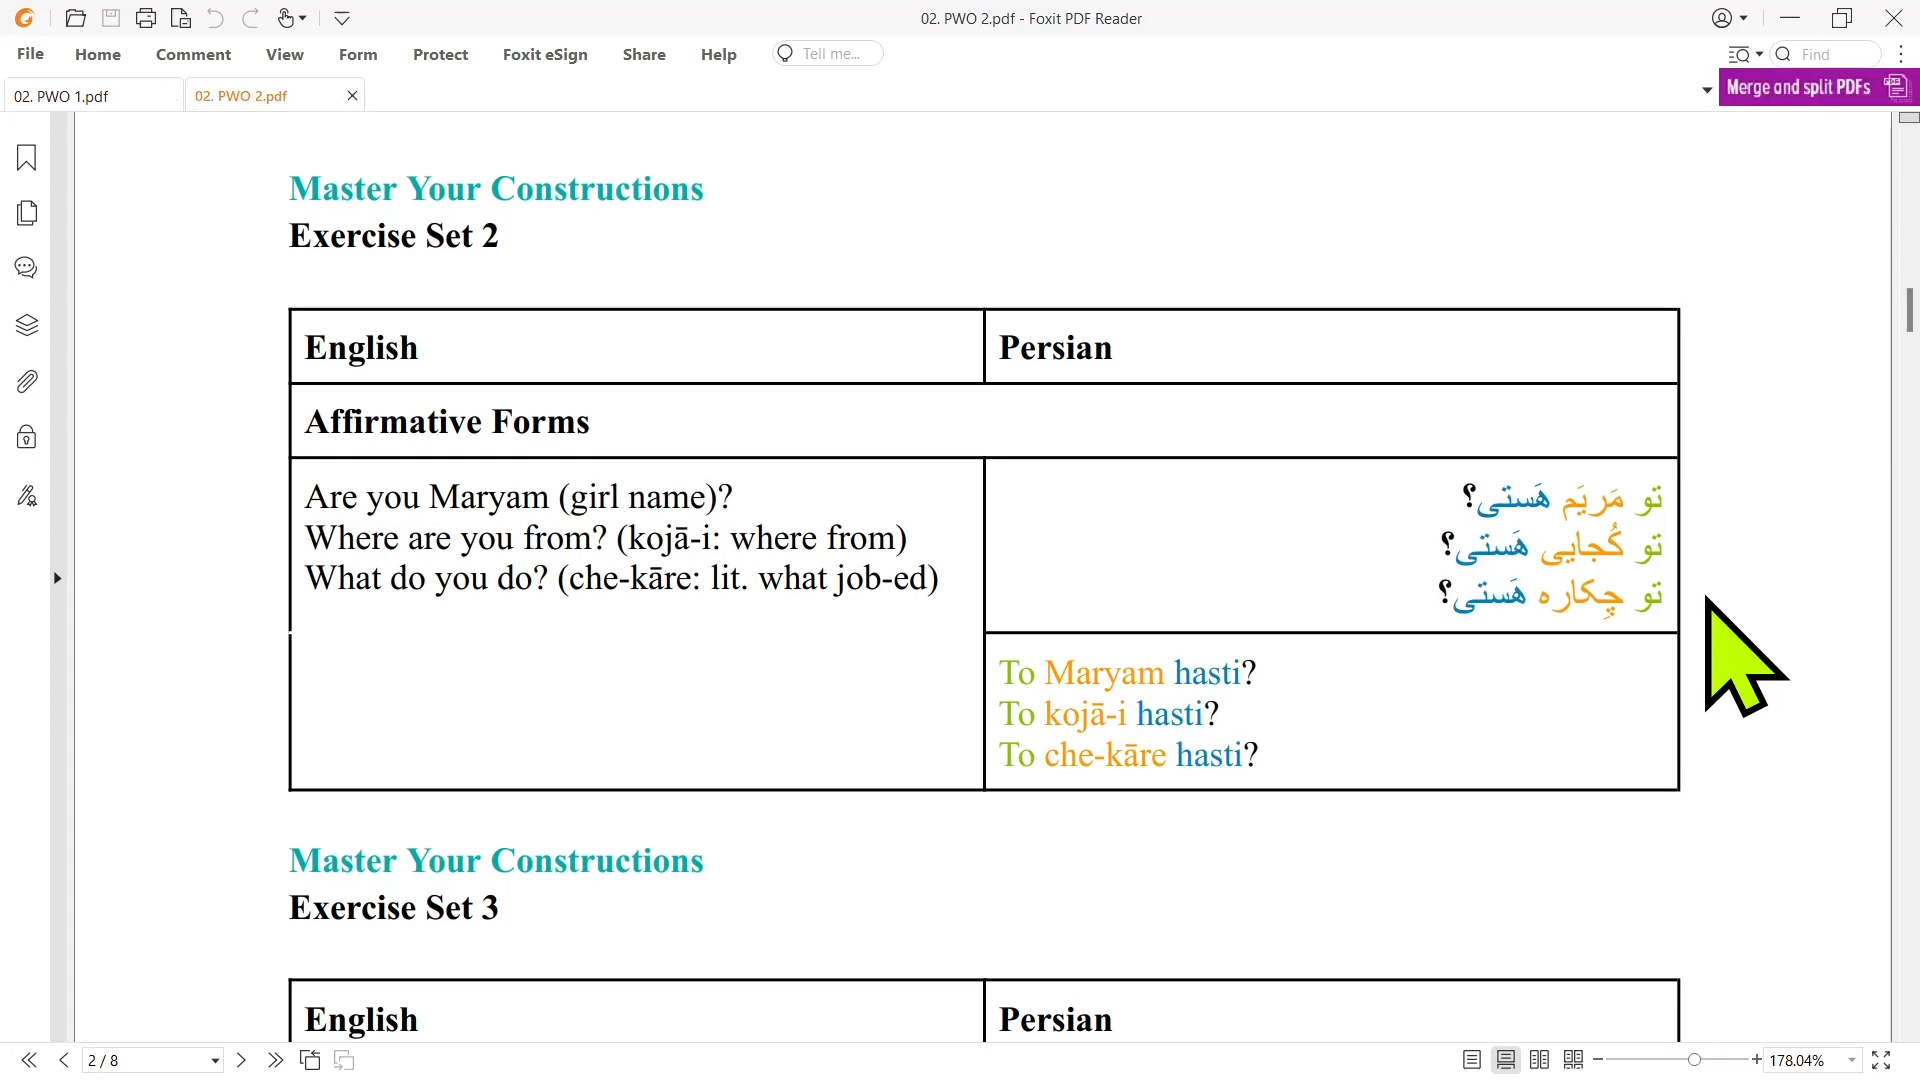 02. PWO 2.pdf - Foxit PDF Reader
File Home Comment View Form Protect Foxit eSign Share Help Tell me... Find
02. PWO 1.pdf 02. PWO 2.pdf Merge and split PDFs
Master Your Constructions
Exercise Set 2
English Persian
Affirmative Forms
Are you Maryam (girl name)?
Where are you from? (kojā-i: where from)
What do you do? (che-kāre: lit. what job-ed)
تو مَریَم هَستی؟
تو کُجایی هَستی؟
تو چِکاره هَستی؟
To Maryam hasti?
To kojā-i hasti?
To che-kāre hasti?
Master Your Constructions
Exercise Set 3
English Persian
2 / 8 178.04%